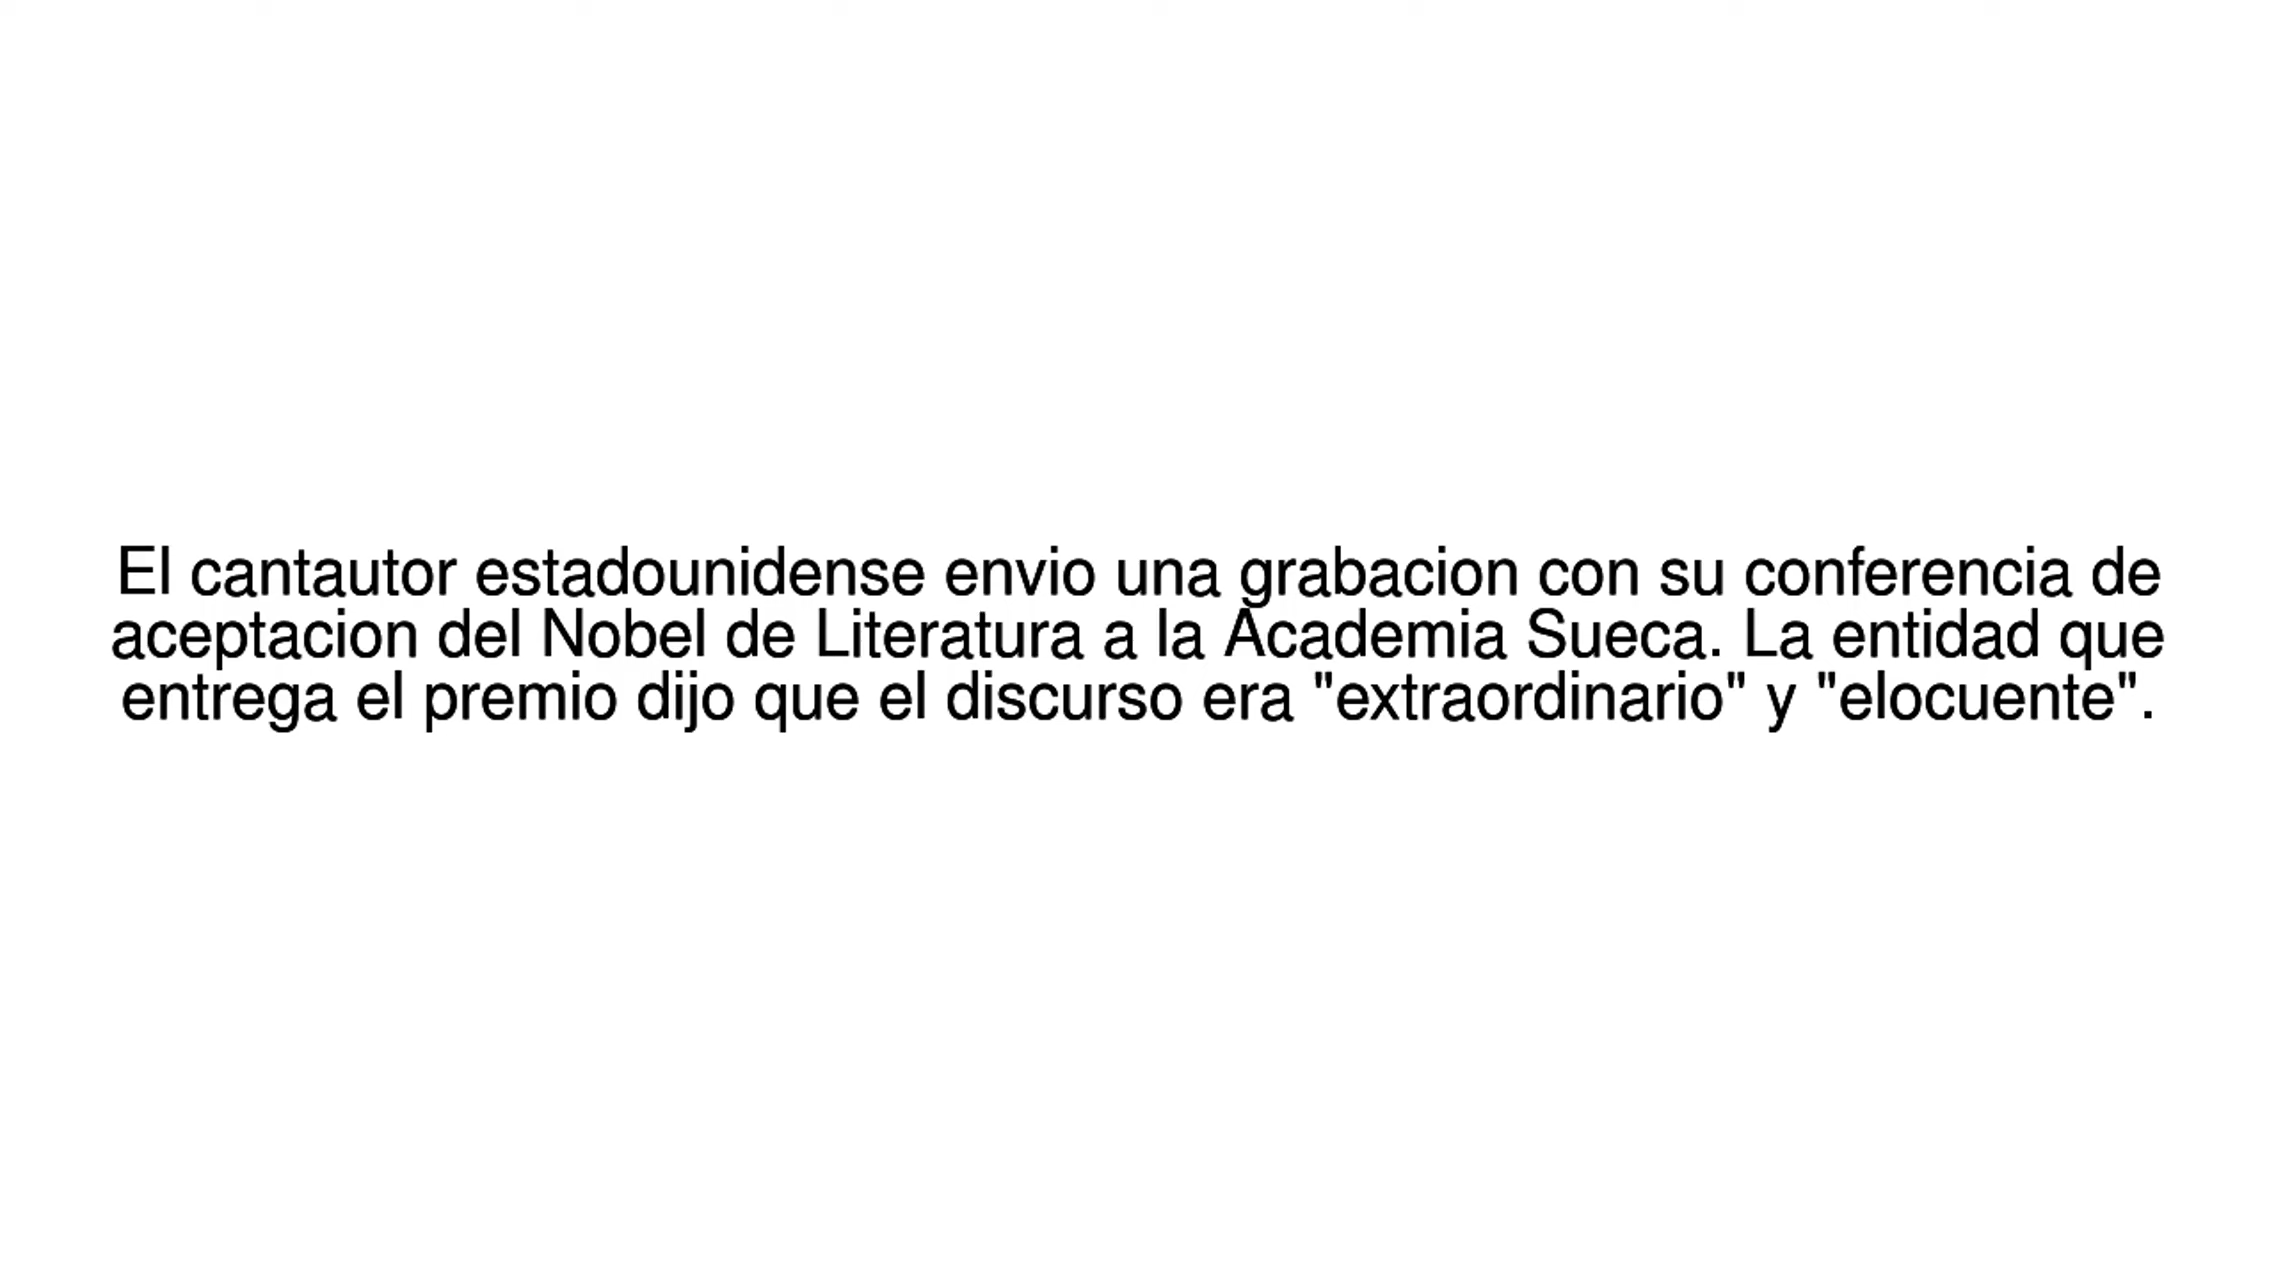 El cantautor estadounidense envio una grabacion con su conferencia de
aceptacion del Nobel de Literatura a la Academia Sueca. La entidad que
entrega el premio dijo que el discurso era "extraordinario" y "elocuente".